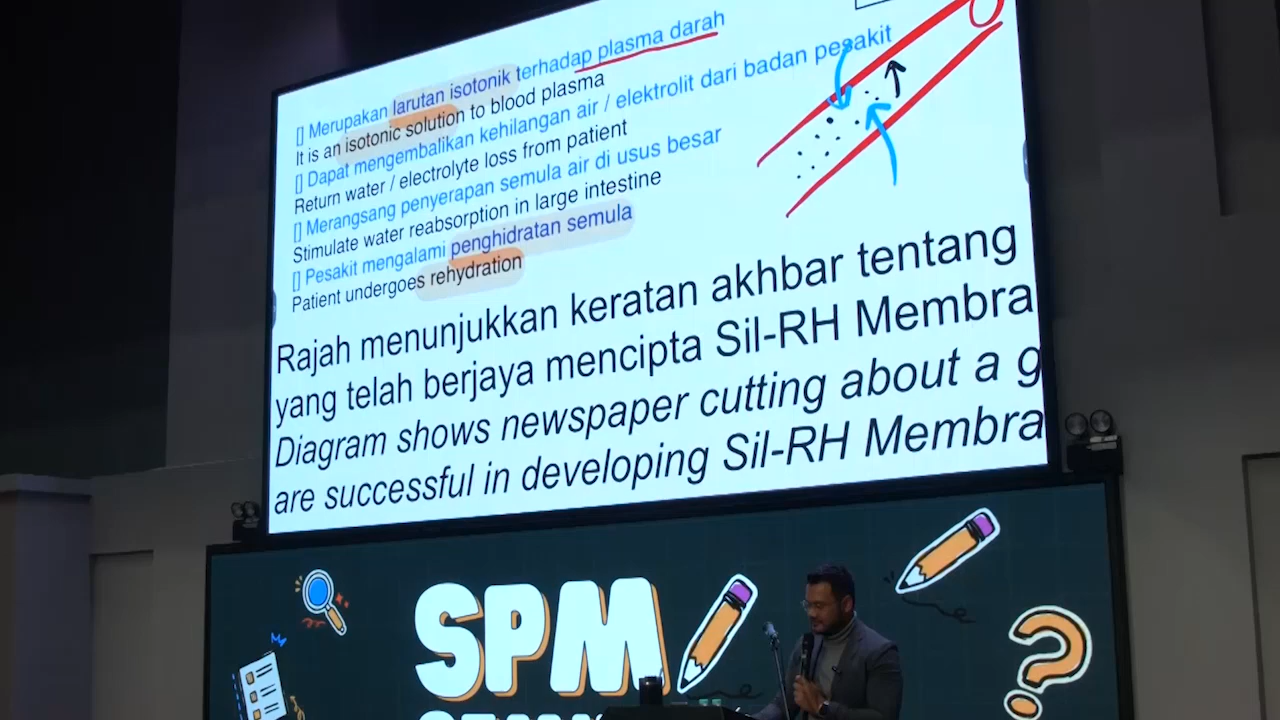 [] Merupakan larutan isotonik terhadap plasma darah
It is an isotonic solution to blood plasma
[] Dapat mengembalikan kehilangan air / elektrolit dari badan pesakit
Return water / electrolyte loss from patient
[] Merangsang penyerapan semula air di usus besar
Stimulate water reabsorption in large intestine
[] Pesakit mengalami penghidratan semula
Patient undergoes rehydration
Rajah menunjukkan keratan akhbar tentang
yang telah berjaya mencipta Sil-RH Membra
Diagram shows newspaper cutting about a g
are successful in developing Sil-RH Membra
SPM